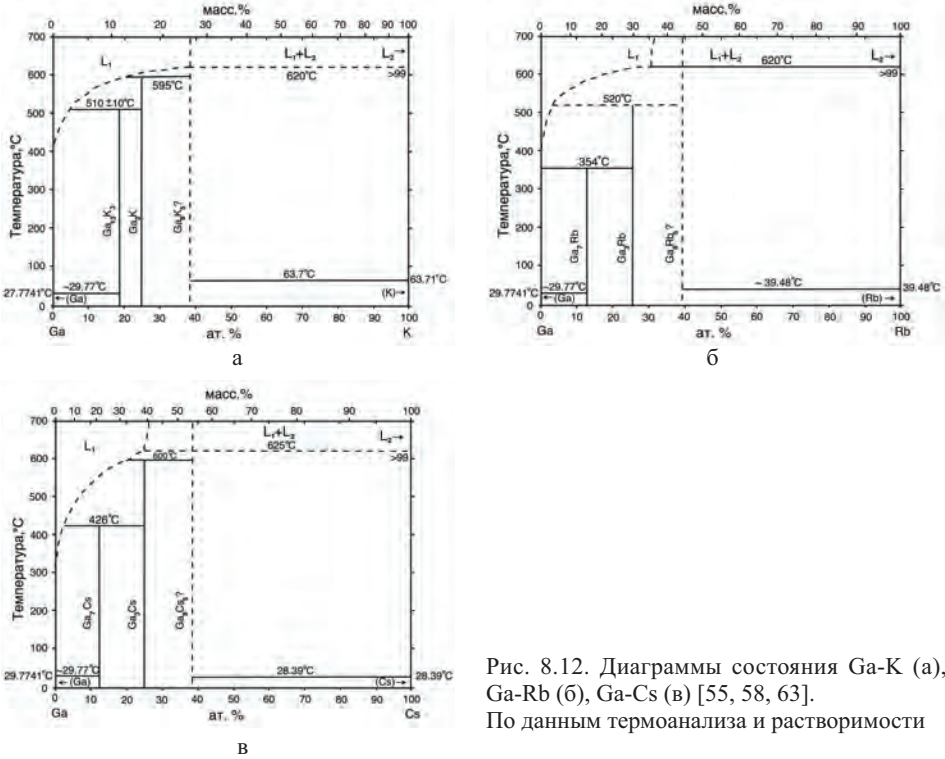 масс.%
0 10 20 30 40 50 60 70 80 90 100
700
600
500
400
300
200
100
0
Температура,°С
L₁
L₁+L₂
L₂→
>99
620°С
595°С
510±10°С
Ga₃K
63.7°С
63.71°С
~29.77°С
27.7741°С
←(Ga)
(K)→
0 10 20 30 40 50 60 70 80 90 100
Ga ат. % K
а
масс.%
0 10 20 30 40 50 60 70 80 90 100
700
600
500
400
300
200
100
0
Температура,°С
L₁
L₁+L₂
L₂→
>99
620°С
520°С
354°С
Ga₇Rb
Ga₃Rb
~39.48°С
39.48°С
~29.77°С
29.7741°С
←(Ga)
(Rb)→
0 10 20 30 40 50 60 70 80 90 100
Ga ат. % Rb
б
масс.%
0 10 20 30 40 50 60 70 80 90 100
700
600
500
400
300
200
100
0
Температура,°С
L₁
L₁+L₂
L₂→
>99
625°С
600°С
426°С
Ga₇Cs
Ga₃Cs
28.39°С
28.39°С
~29.77°С
29.7741°С
←(Ga)
(Cs)→
0 10 20 30 40 50 60 70 80 90 100
Ga ат. % Cs
в
Рис. 8.12. Диаграммы состояния Ga-K (а),
Ga-Rb (б), Ga-Cs (в) [55, 58, 63].
По данным термоанализа и растворимости